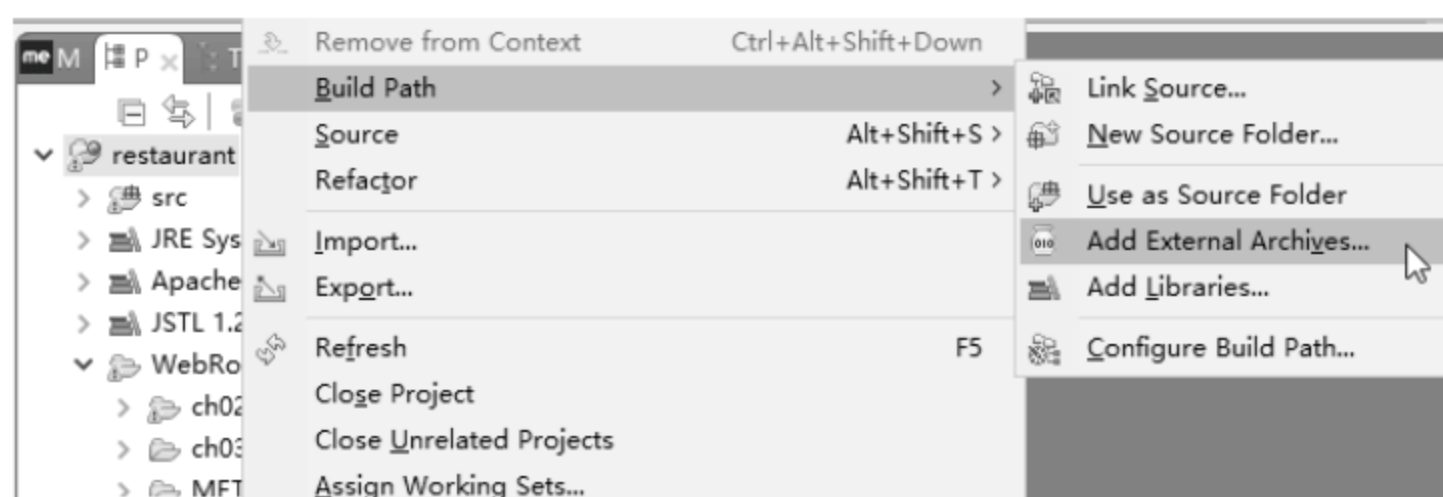 me M P T
Remove from Context Ctrl+Alt+Shift+Down
Build Path
Source Alt+Shift+S
Refactor Alt+Shift+T
Import...
Export...
Refresh F5
Close Project
Close Unrelated Projects
Assign Working Sets...
Link Source...
New Source Folder...
Use as Source Folder
Add External Archives...
Add Libraries...
Configure Build Path...
restaurant
src
JRE Sys
Apache
JSTL 1.2
WebRo
ch02
ch03